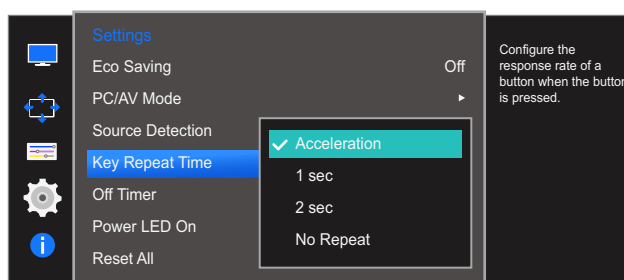 Settings
Eco Saving Off
PC/AV Mode
Source Detection
Key Repeat Time
Off Timer
Power LED On
Reset All
Acceleration
1 sec
2 sec
No Repeat
Configure the
response rate of a
button when the button
is pressed.